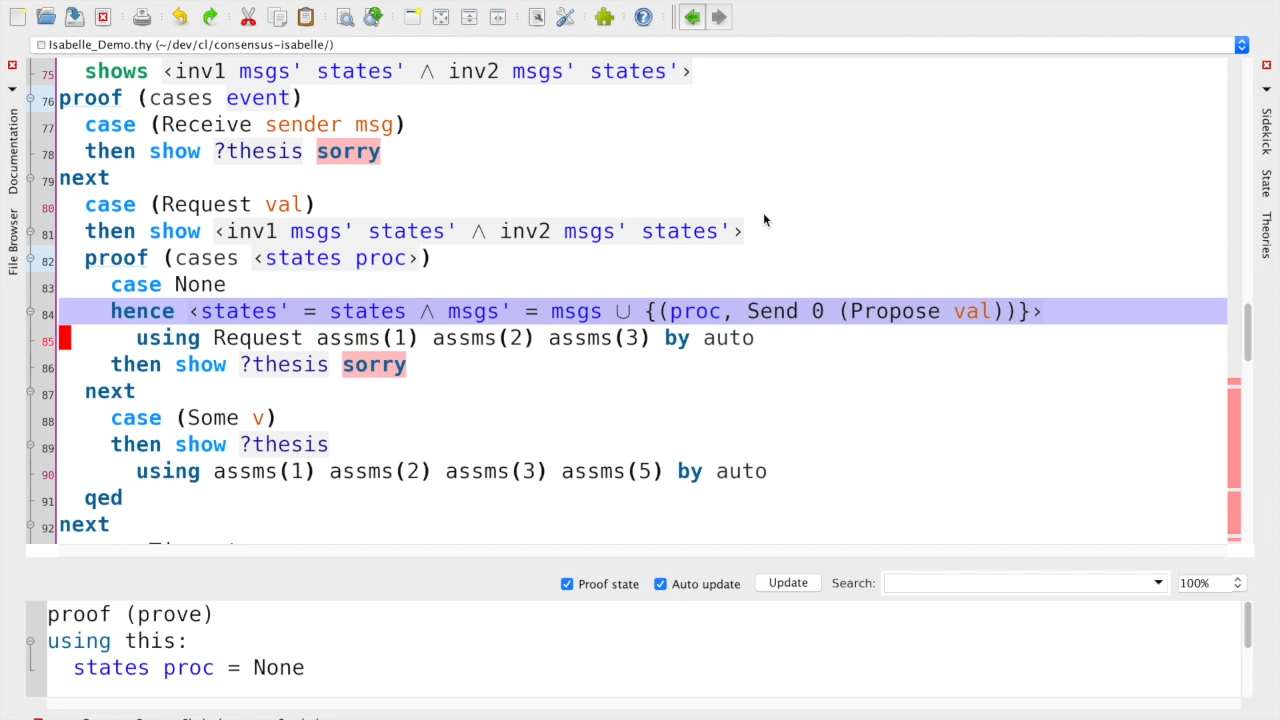 Isabelle_Demo.thy (~/dev/cl/consensus-isabelle/)
75 shows ‹inv1 msgs' states' ∧ inv2 msgs' states'›
76 proof (cases event)
77 case (Receive sender msg)
78 then show ?thesis sorry
79 next
80 case (Request val)
81 then show ‹inv1 msgs' states' ∧ inv2 msgs' states'›
82 proof (cases ‹states proc›)
83 case None
84 hence ‹states' = states ∧ msgs' = msgs ∪ {(proc, Send 0 (Propose val))}›
85 using Request assms(1) assms(2) assms(3) by auto
86 then show ?thesis sorry
87 next
88 case (Some v)
89 then show ?thesis
90 using assms(1) assms(2) assms(3) assms(5) by auto
91 qed
92 next
Documentation
File Browser
Sidekick
State
Theories
Proof state
Auto update
Update
Search:
100%
proof (prove)
using this:
states proc = None